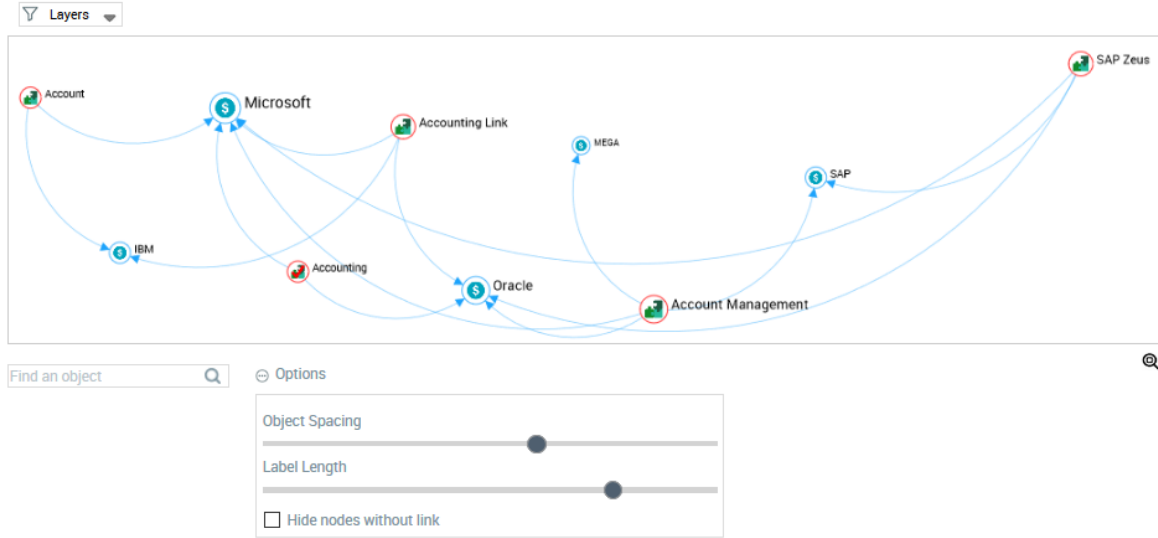 Layers
SAP Zeus
Account
Microsoft
Accounting Link
MEGA
SAP
IBM
Accounting
Oracle
Account Management
Find an object
Options
Object Spacing
Label Length
Hide nodes without link